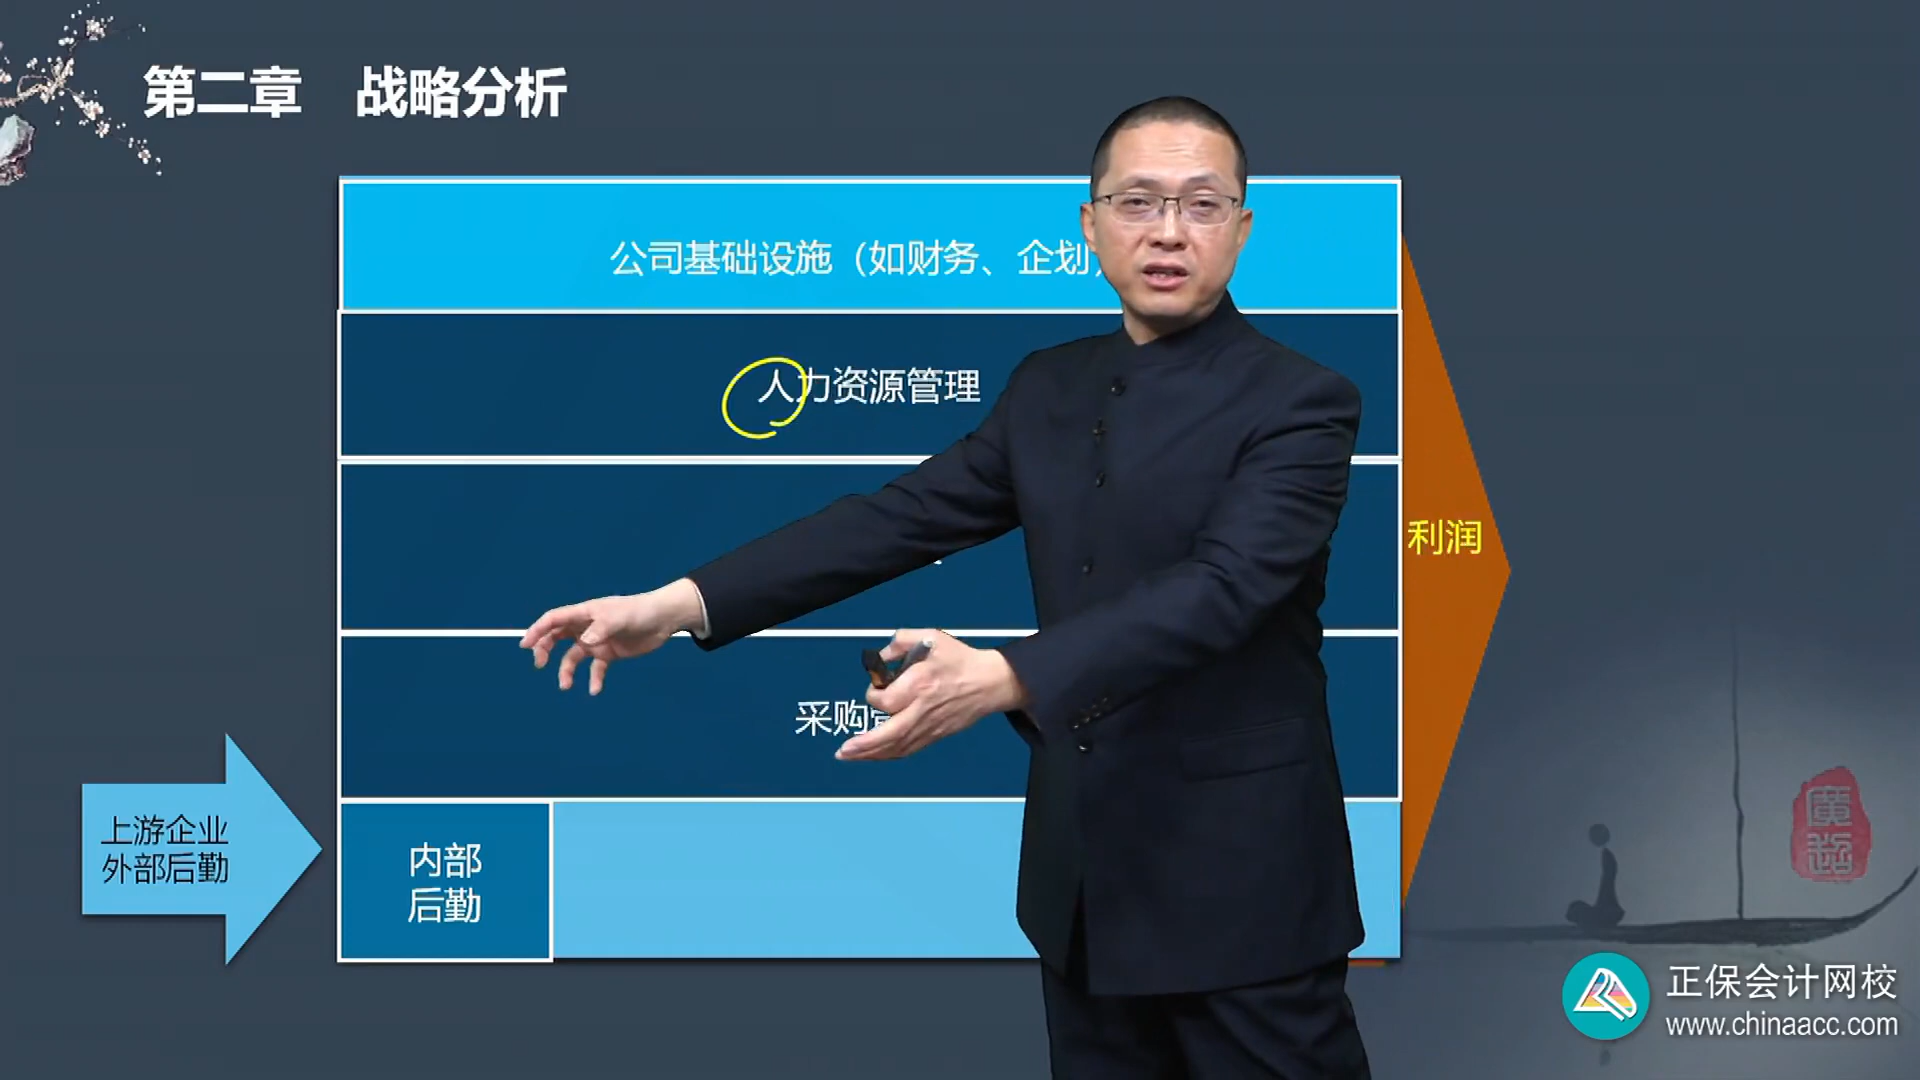 第二章 战略分析
公司基础设施（如财务、企划）
人力资源管理
利润
采购管
上游企业
外部后勤
内部
后勤
正保会计网校
www.chinaacc.com